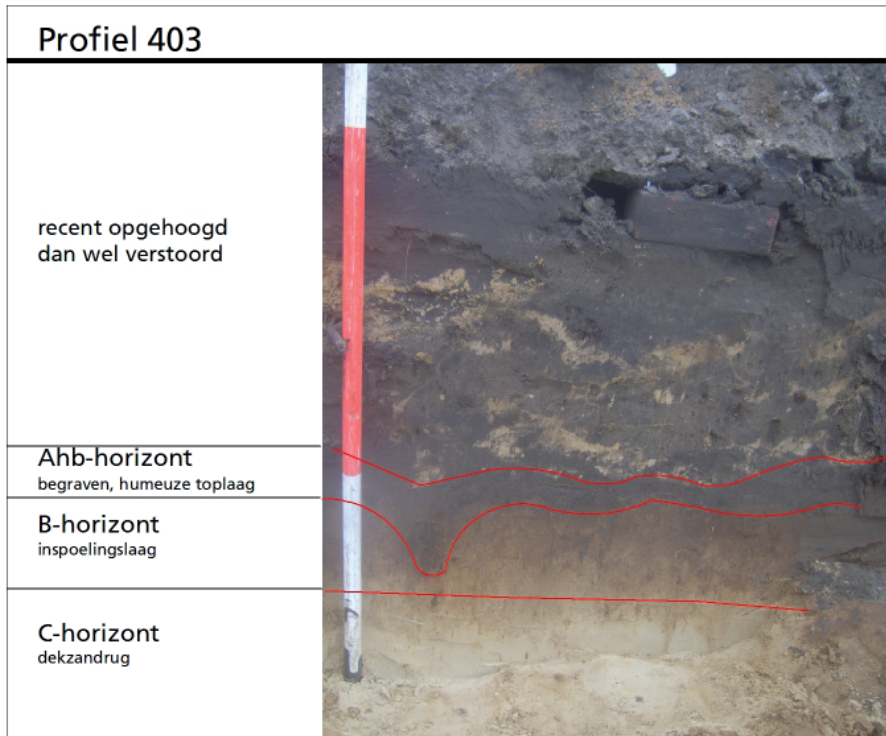 Profiel 403
recent opgehoogd
dan wel verstoord
Ahb-horizont
begraven, humeuze toplaag
B-horizont
inspoelingslaag
C-horizont
dekzandrug